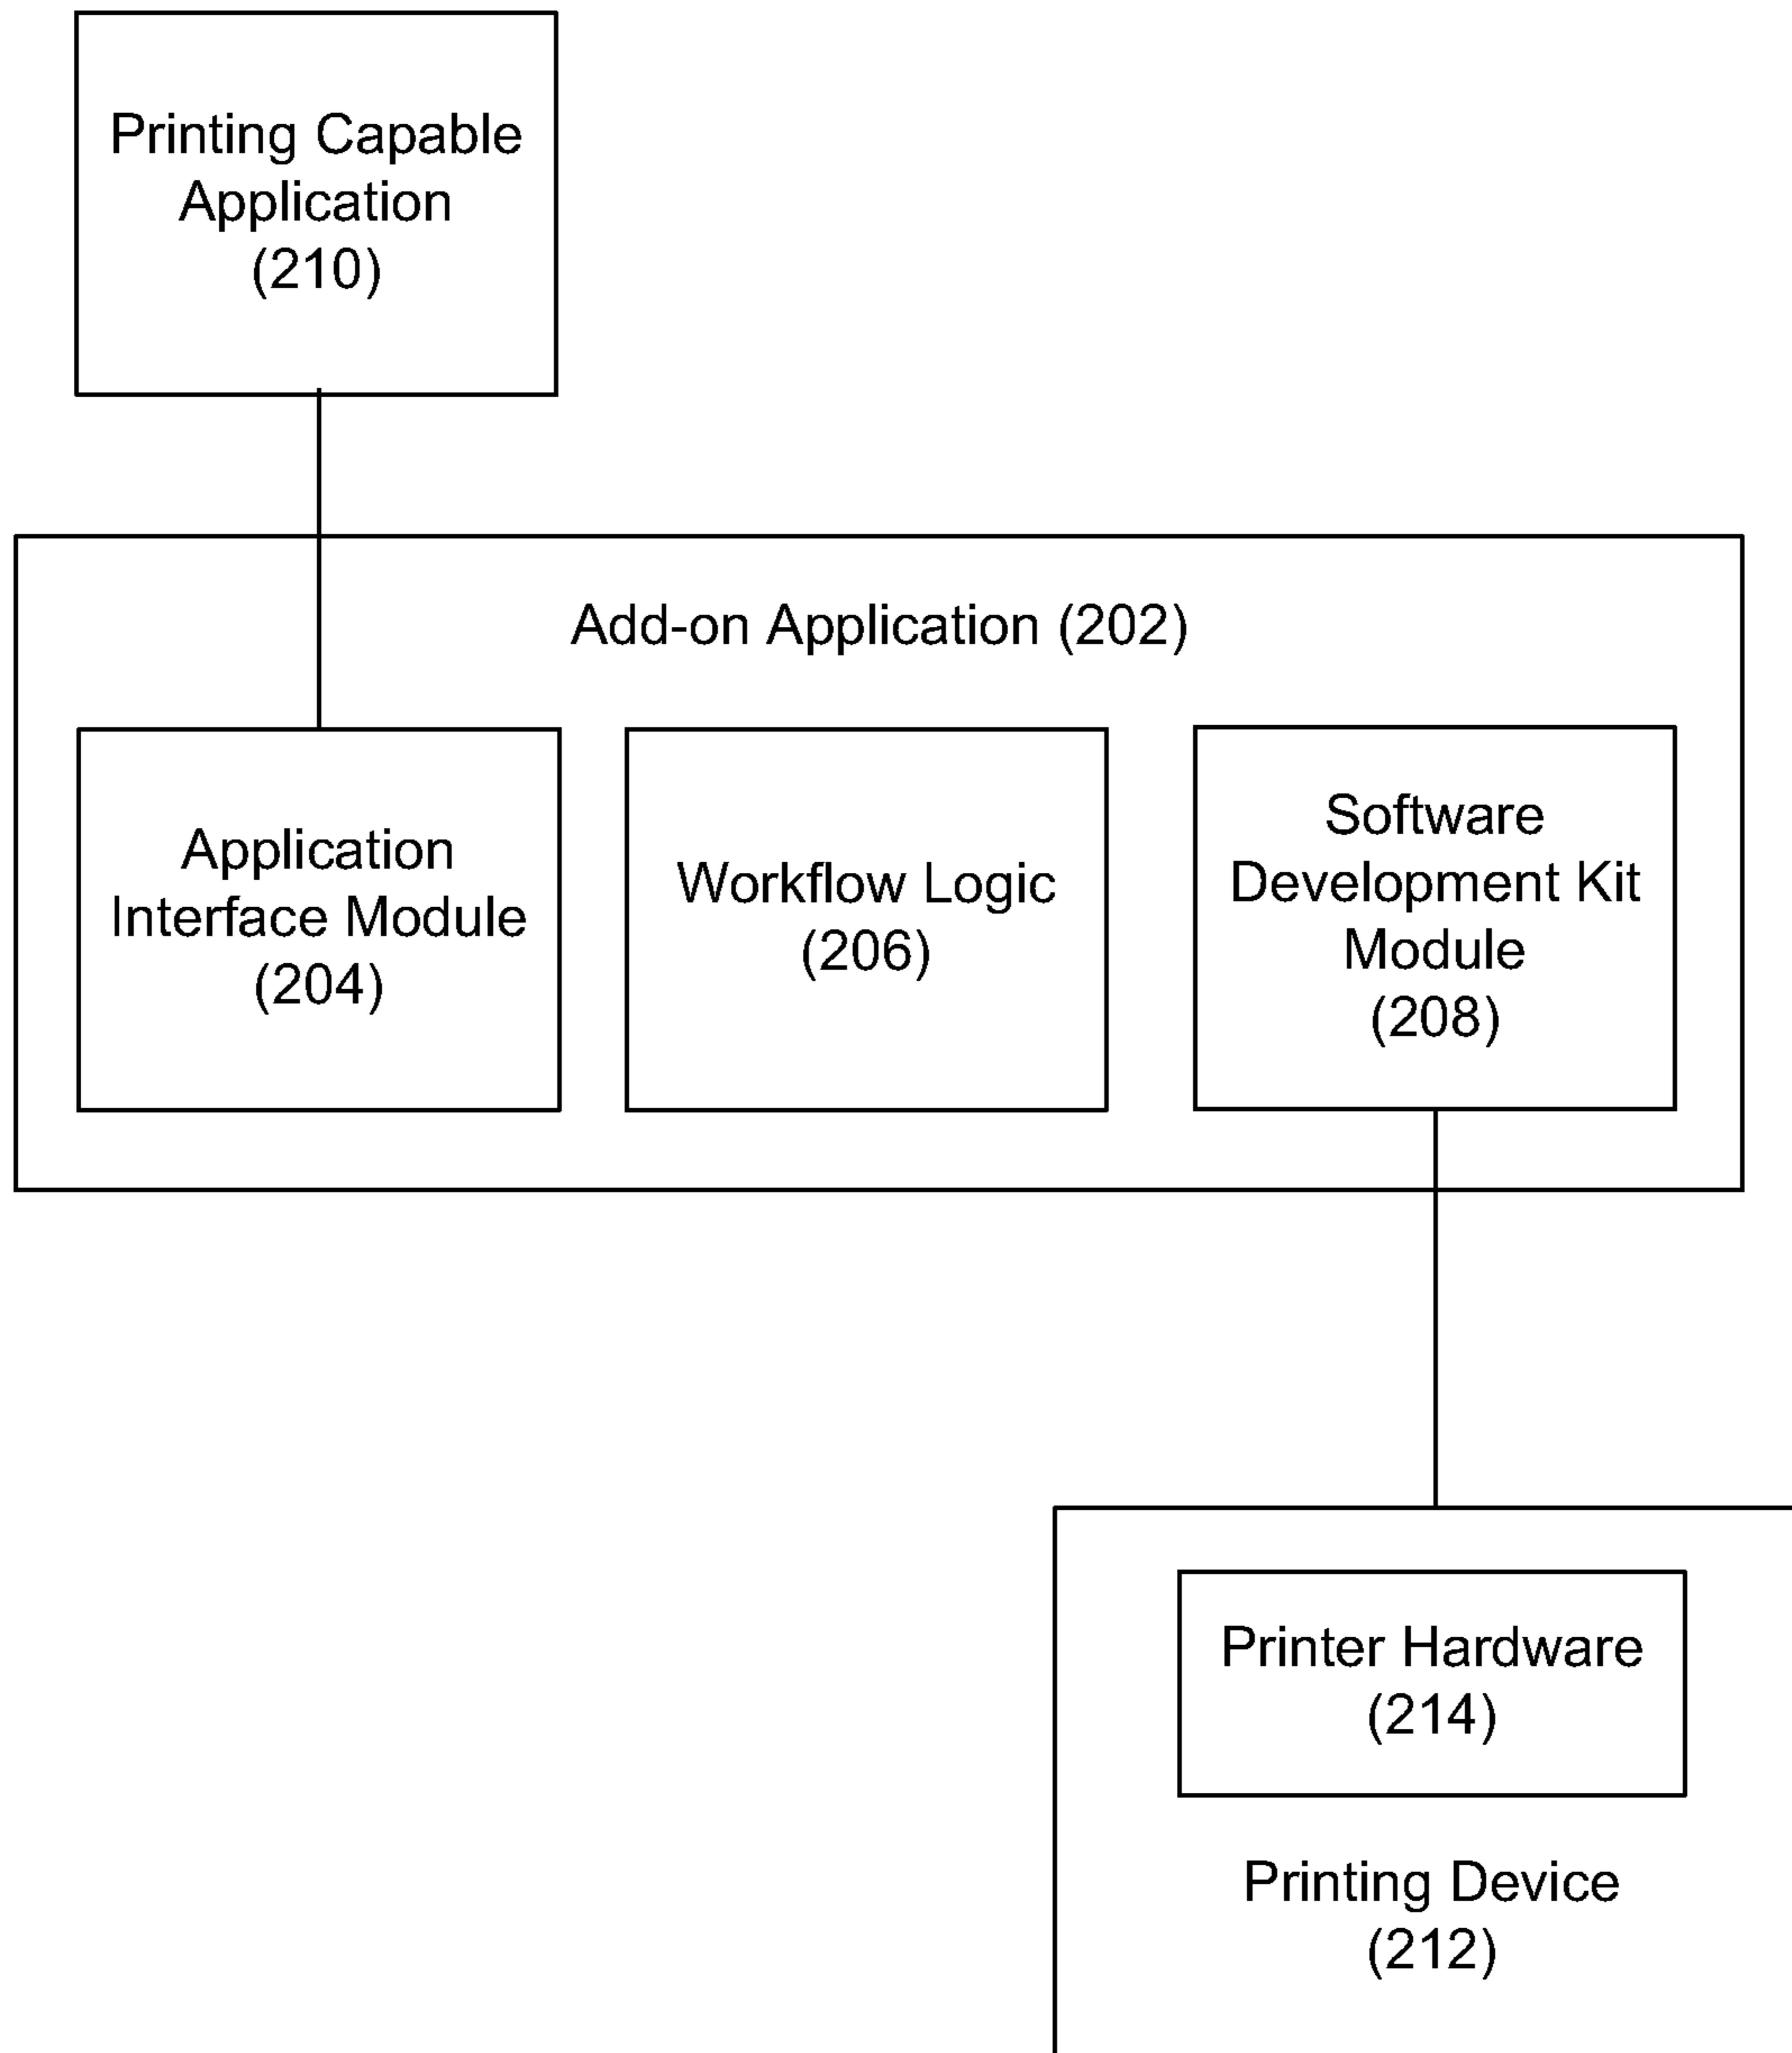 Printing Capable
Application
(210)
Add-on Application (202)
Application
Interface Module
(204)
Workflow Logic
(206)
Software
Development Kit
Module
(208)
Printer Hardware
(214)
Printing Device
(212)